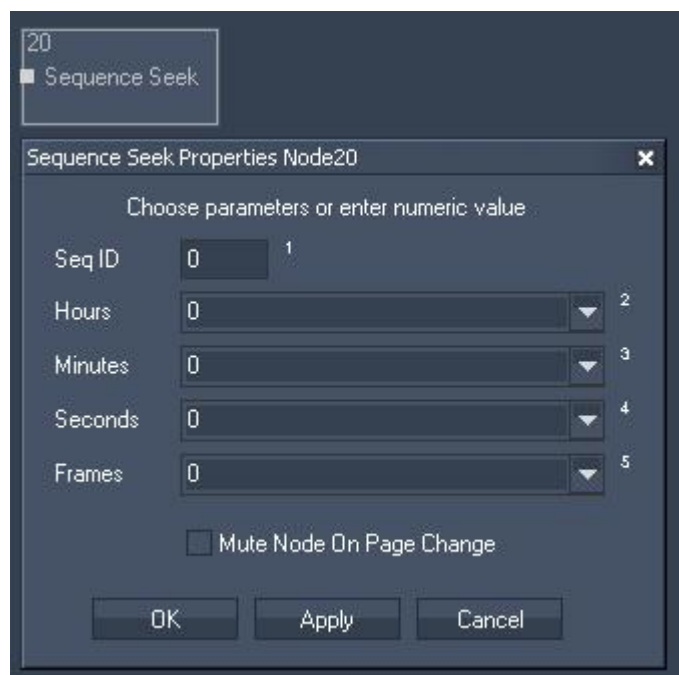 20
Sequence Seek
Sequence Seek Properties Node20
Choose parameters or enter numeric value
Seq ID 0 1
Hours 0 2
Minutes 0 3
Seconds 0 4
Frames 0 5
Mute Node On Page Change
OK Apply Cancel